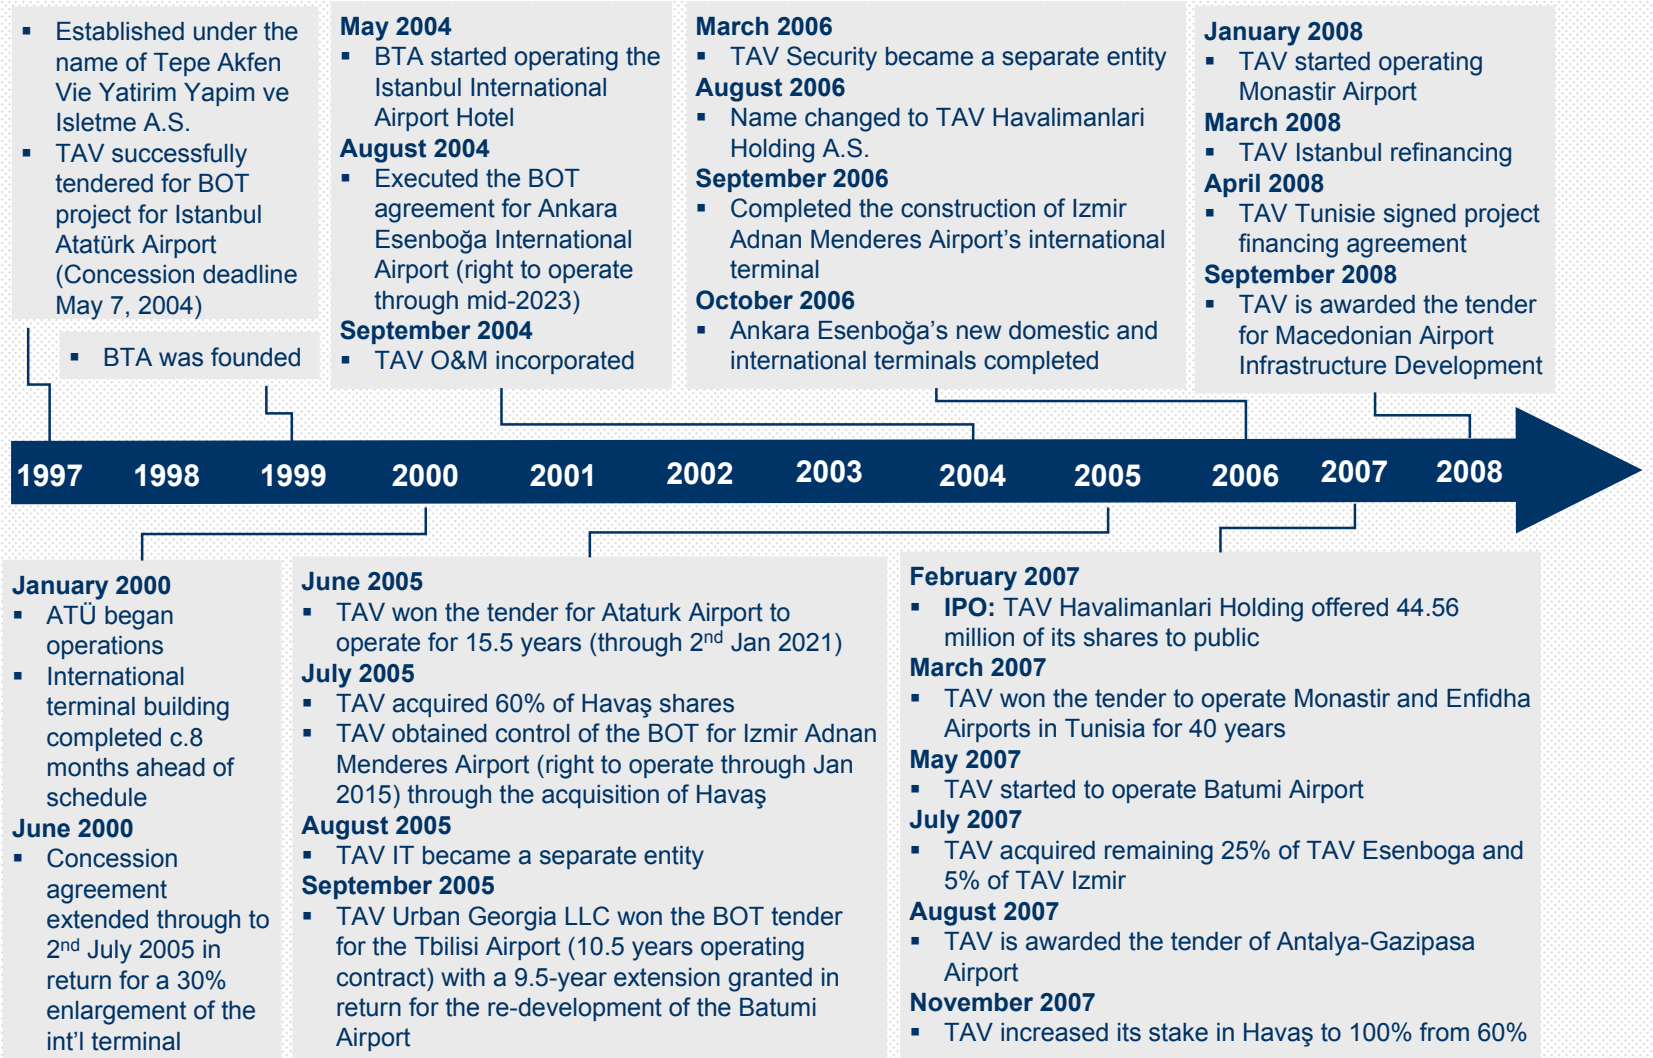 ▪ Established under the
name of Tepe Akfen
Vie Yatirim Yapim ve
Isletme A.S.
▪ TAV successfully
tendered for BOT
project for Istanbul
Atatürk Airport
(Concession deadline
May 7, 2004)
▪ BTA was founded
May 2004
▪ BTA started operating the
Istanbul International
Airport Hotel
August 2004
▪ Executed the BOT
agreement for Ankara
Esenboğa International
Airport (right to operate
through mid-2023)
September 2004
▪ TAV O&M incorporated
March 2006
▪ TAV Security became a separate entity
August 2006
▪ Name changed to TAV Havalimanlari
Holding A.S.
September 2006
▪ Completed the construction of Izmir
Adnan Menderes Airport's international
terminal
October 2006
▪ Ankara Esenboğa's new domestic and
international terminals completed
January 2008
▪ TAV started operating
Monastir Airport
March 2008
▪ TAV Istanbul refinancing
April 2008
▪ TAV Tunisie signed project
financing agreement
September 2008
▪ TAV is awarded the tender
for Macedonian Airport
Infrastructure Development
1997 1998 1999 2000 2001 2002 2003 2004 2005 2006 2007 2008
January 2000
▪ ATÜ began
operations
▪ International
terminal building
completed c.8
months ahead of
schedule
June 2000
▪ Concession
agreement
extended through to
2nd July 2005 in
return for a 30%
enlargement of the
int'l terminal
June 2005
▪ TAV won the tender for Ataturk Airport to
operate for 15.5 years (through 2nd Jan 2021)
July 2005
▪ TAV acquired 60% of Havaş shares
▪ TAV obtained control of the BOT for Izmir Adnan
Menderes Airport (right to operate through Jan
2015) through the acquisition of Havaş
August 2005
▪ TAV IT became a separate entity
September 2005
▪ TAV Urban Georgia LLC won the BOT tender
for the Tbilisi Airport (10.5 years operating
contract) with a 9.5-year extension granted in
return for the re-development of the Batumi
Airport
February 2007
▪ IPO: TAV Havalimanlari Holding offered 44.56
million of its shares to public
March 2007
▪ TAV won the tender to operate Monastir and Enfidha
Airports in Tunisia for 40 years
May 2007
▪ TAV started to operate Batumi Airport
July 2007
▪ TAV acquired remaining 25% of TAV Esenboga and
5% of TAV Izmir
August 2007
▪ TAV is awarded the tender of Antalya-Gazipasa
Airport
November 2007
▪ TAV increased its stake in Havaş to 100% from 60%